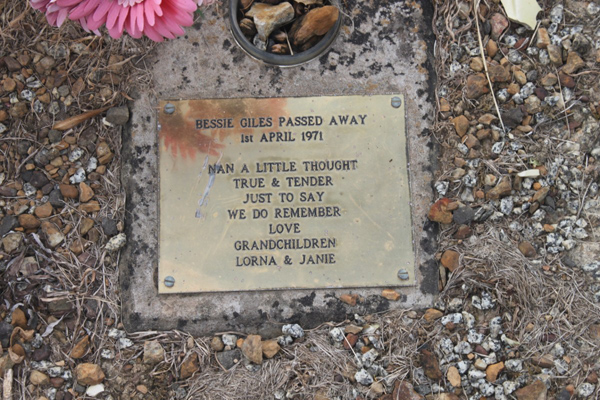 BESSIE GILES PASSED AWAY
1ST APRIL 1971
NAN A LITTLE THOUGHT
TRUE & TENDER
JUST TO SAY
WE DO REMEMBER
LOVE
GRANDCHILDREN
LORNA & JANIE